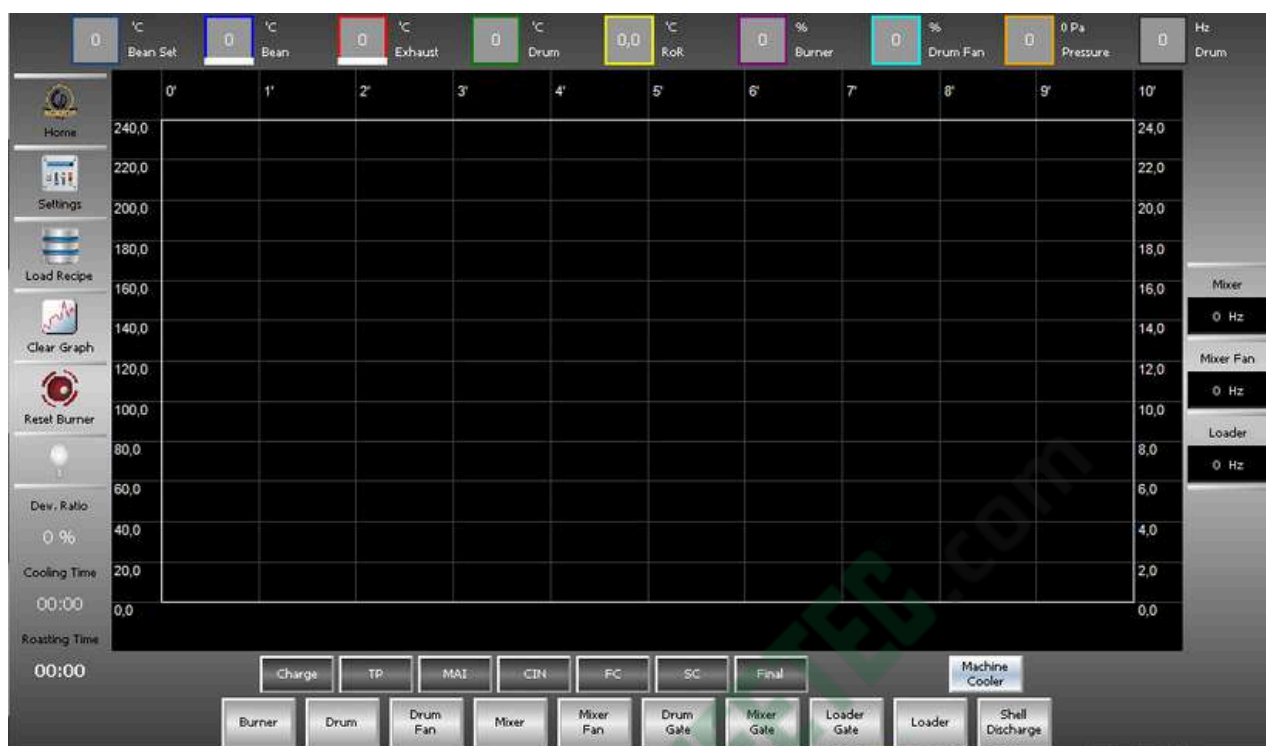 0 °C Bean Set
0 °C Bean
0 °C Exhaust
0 °C Drum
0,0 °C RoR
0 % Burner
0 % Drum Fan
0 0 Pa Pressure
0 Hz Drum
0' 1' 2' 3' 4' 5' 6' 7' 8' 9' 10'
Home
Settings
Load Recipe
Clear Graph
Reset Burner
Dev. Ratio
0 %
Cooling Time
00:00
Roasting Time
00:00
240,0
220,0
200,0
180,0
160,0
140,0
120,0
100,0
80,0
60,0
40,0
20,0
0,0
24,0
22,0
20,0
18,0
16,0
14,0
12,0
10,0
8,0
6,0
4,0
2,0
0,0
Mixer
0 Hz
Mixer Fan
0 Hz
Loader
0 Hz
.com
Charge TP MAI CIN FC SC Final
Machine
Cooler
Burner
Drum
Drum
Fan
Mixer
Mixer
Fan
Drum
Gate
Mixer
Gate
Loader
Gate
Loader
Shell
Discharge